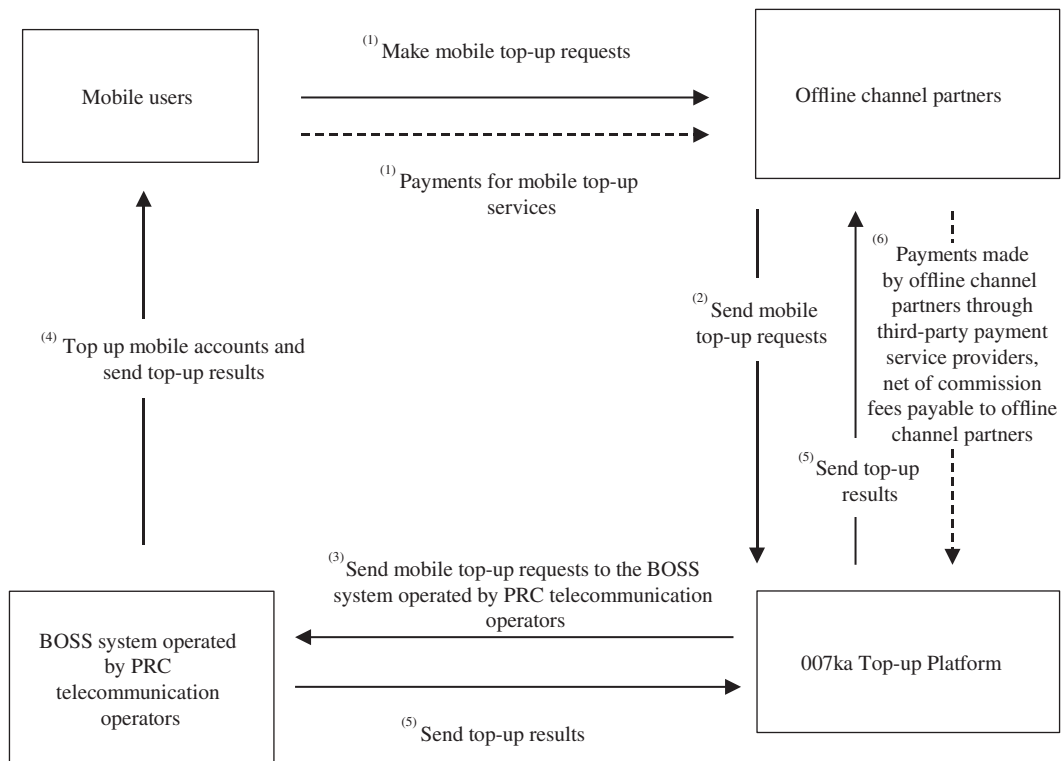 Mobile users
(1) Make mobile top-up requests
Offline channel partners
(1) Payments for mobile top-up
services
(2) Send mobile
top-up requests
(6) Payments made
by offline channel
partners through
third-party payment
service providers,
net of commission
fees payable to offline
channel partners
(4) Top up mobile accounts and
send top-up results
(5) Send top-up
results
(3) Send mobile top-up requests to the BOSS
system operated by PRC telecommunication
operators
BOSS system operated
by PRC
telecommunication
operators
007ka Top-up Platform
(5) Send top-up results